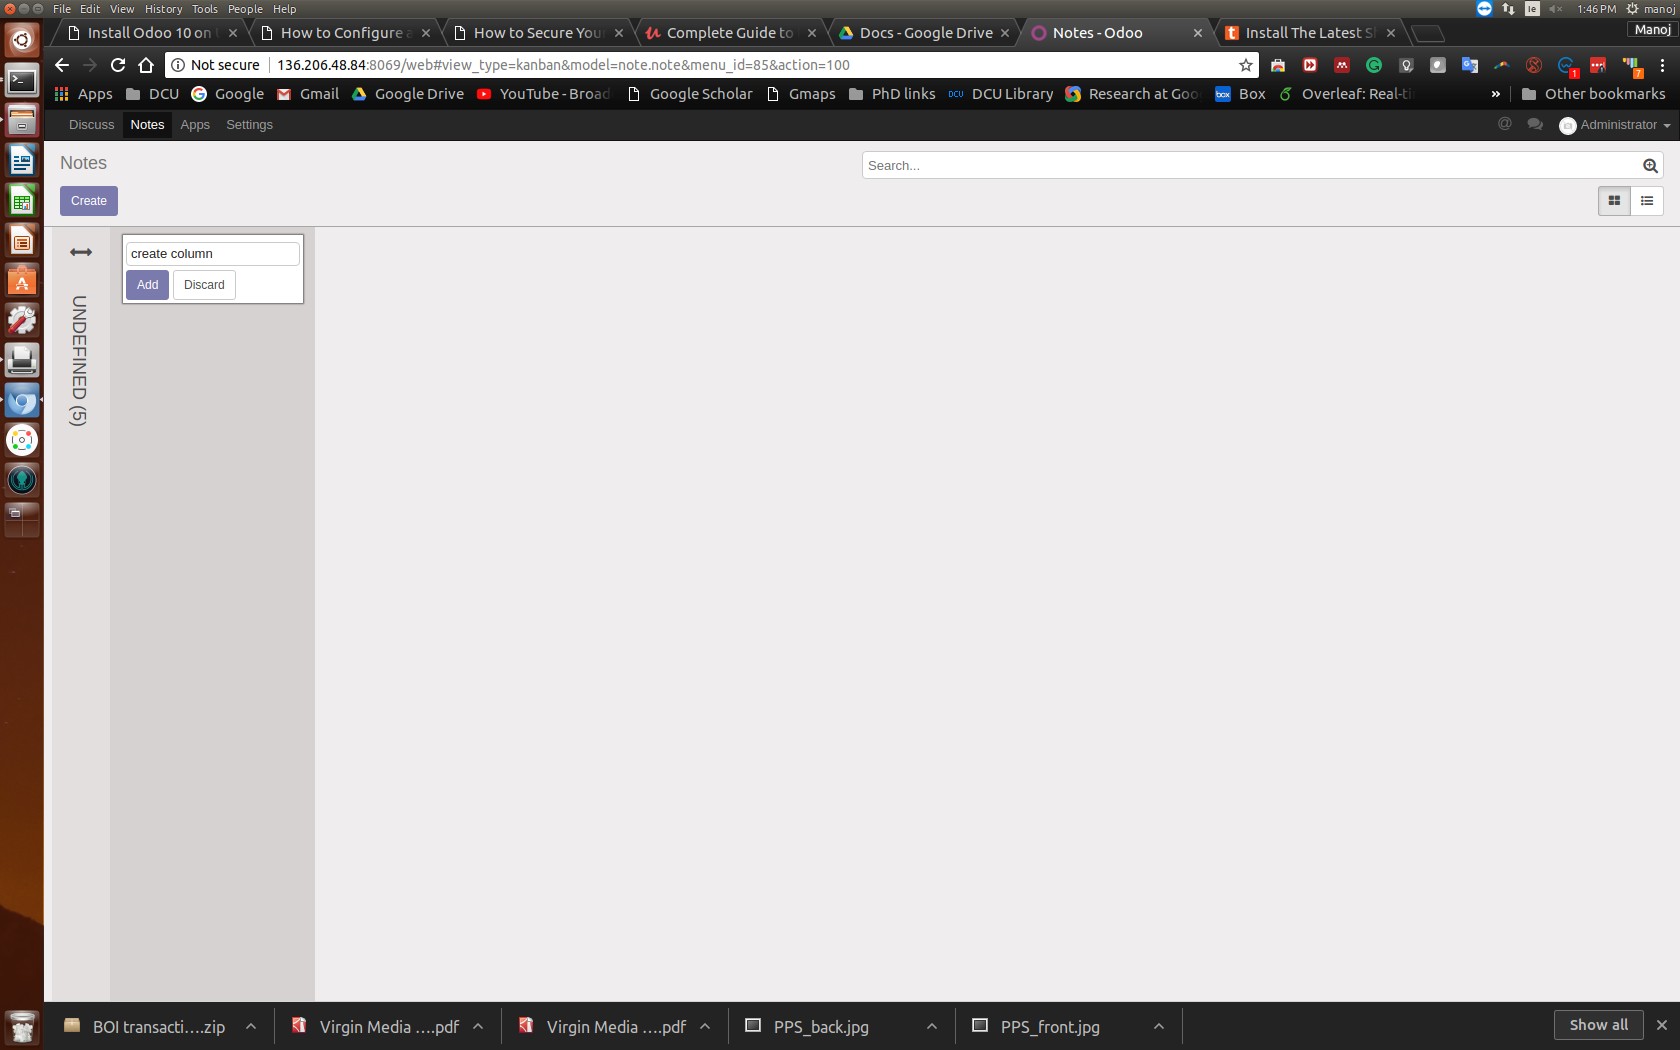 File Edit View History Tools People Help
1:46 PM manoj
Install Odoo 10 on
How to Configure a
How to Secure You
Complete Guide to
Docs - Google Drive
Notes - Odoo
Install The Latest
Manoj
Not secure 136.206.48.84:8069/web#view_type=kanban&model=note.note&menu_id=85&action=100
Apps DCU Google Gmail Google Drive YouTube - Broad Google Scholar Gmaps PhD links DCU Library Research at Goo Box Overleaf: Real-ti » Other bookmarks
Discuss Notes Apps Settings
@ Administrator
Notes
Search...
Create
create column
Add Discard
UNDEFINED (5)
BOI transacti....zip
Virgin Media ....pdf
Virgin Media ....pdf
PPS_back.jpg
PPS_front.jpg
Show all